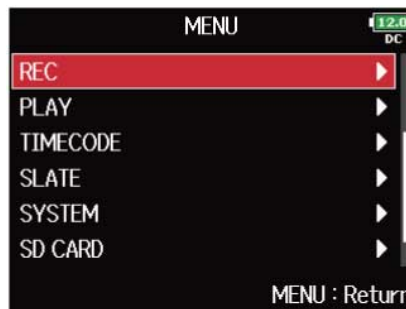 MENU
12.0
DC
REC
PLAY
TIMECODE
SLATE
SYSTEM
SD CARD
MENU : Return